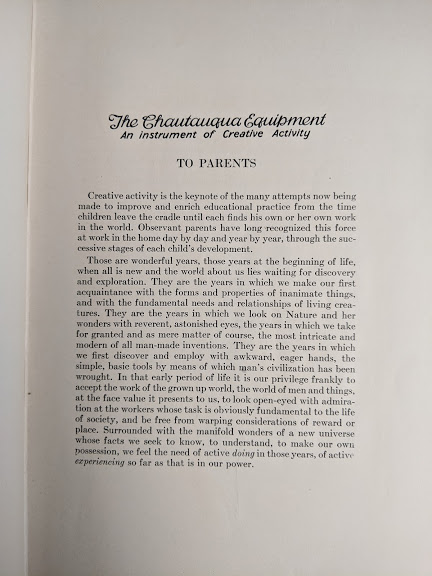 The Chautauqua Equipment
An Instrument of Creative Activity
TO PARENTS
Creative activity is the keynote of the many attempts now being
made to improve and enrich educational practice from the time
children leave the cradle until each finds his own or her own work
in the world. Observant parents have long recognized this force
at work in the home day by day and year by year, through the suc-
cessive stages of each child's development.
Those are wonderful years, those years at the beginning of life,
when all is new and the world about us lies waiting for discovery
and exploration. They are the years in which we make our first
acquaintance with the forms and properties of inanimate things,
and with the fundamental needs and relationships of living crea-
tures. They are the years in which we look on Nature and her
wonders with reverent, astonished eyes, the years in which we take
for granted and as mere matter of course, the most intricate and
modern of all man-made inventions. They are the years in which
we first discover and employ with awkward, eager hands, the
simple, basic tools by means of which man's civilization has been
wrought. In that early period of life it is our privilege frankly to
accept the work of the grown up world, the world of men and things,
at the face value it presents to us, to look open-eyed with admira-
tion at the workers whose task is obviously fundamental to the life
of society, and be free from warping considerations of reward or
place. Surrounded with the manifold wonders of a new universe
whose facts we seek to know, to understand, to make our own
possession, we feel the need of active doing in those years, of active
experiencing so far as that is in our power.